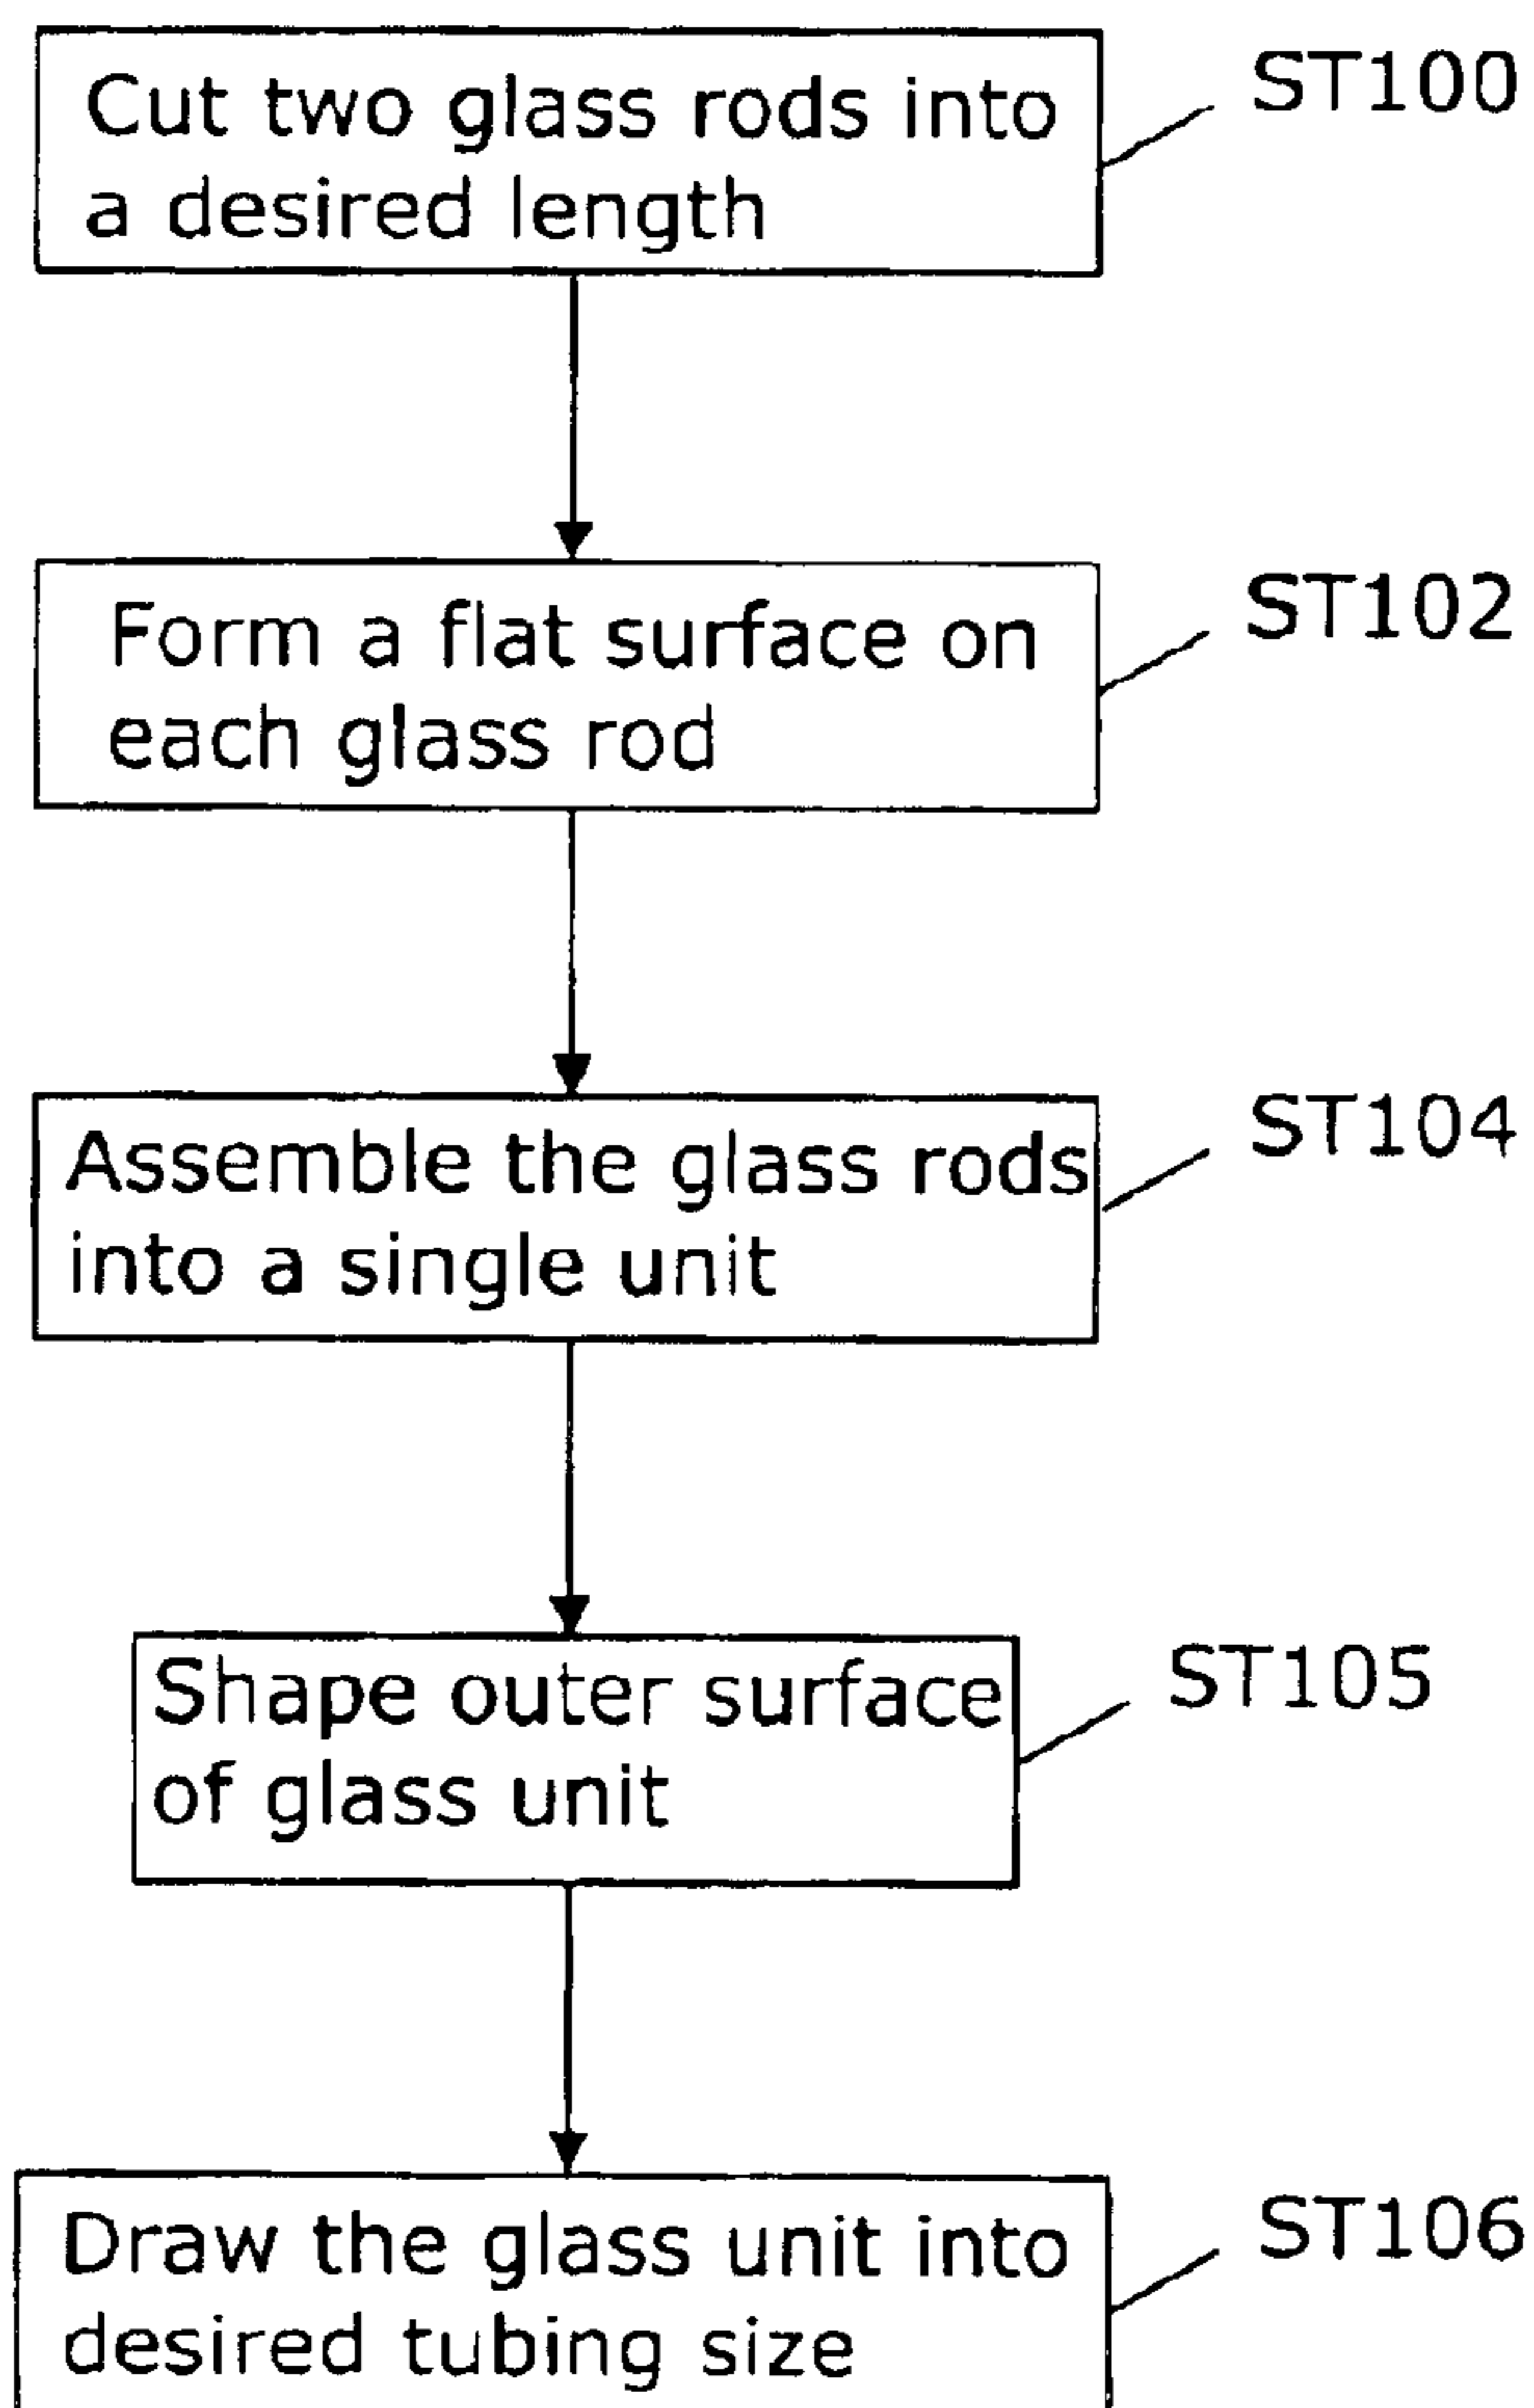 Cut two glass rods into
a desired length
ST100
Form a flat surface on
each glass rod
ST102
Assemble the glass rods
into a single unit
ST104
Shape outer surface
of glass unit
ST105
Draw the glass unit into
desired tubing size
ST106